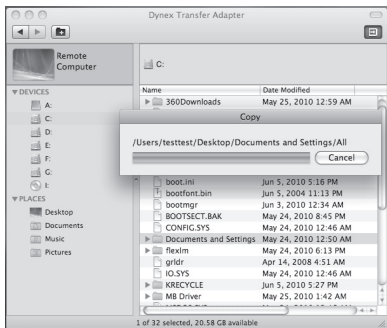 Dynex Transfer Adapter
Remote
Computer
C:
DEVICES
A:
C:
D:
E:
F:
G:
I:
PLACES
Desktop
Documents
Music
Pictures
Name
Date Modified
360Downloads
May 25, 2010 12:59 AM
Copy
/Users/testtest/Desktop/Documents and Settings/All
Cancel
boot.ini
Jun 5, 2010 5:16 PM
bootfont.bin
Jun 5, 2004 11:13 PM
bootmgr
Jun 3, 2010 12:34 AM
BOOTSECT.BAK
May 24, 2010 8:45 PM
CONFIG.SYS
May 24, 2010 12:46 AM
Documents and Settings
May 24, 2010 12:50 AM
flexlm
May 24, 2010 6:13 PM
grldr
Apr 14, 2008 4:51 AM
IO.SYS
May 24, 2010 12:46 AM
KRECYCLE
Jun 5, 2010 5:27 PM
MB Driver
May 25, 2010 1:42 AM
1 of 32 selected, 20.58 GB available